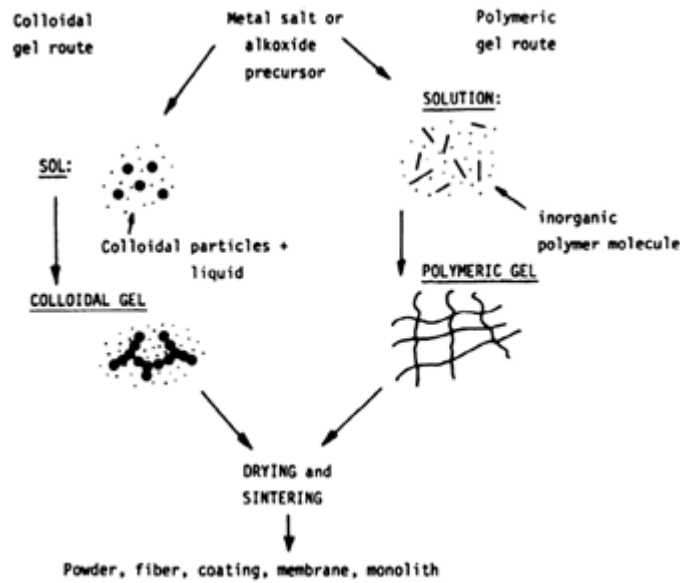 Colloidal
gel route
Metal salt or
alkoxide
precursor
Polymeric
gel route
SOLUTION:
SOL:
inorganic
polymer molecule
Colloidal particles +
liquid
COLLOIDAL GEL
POLYMERIC GEL
DRYING and
SINTERING
Powder, fiber, coating, membrane, monolith